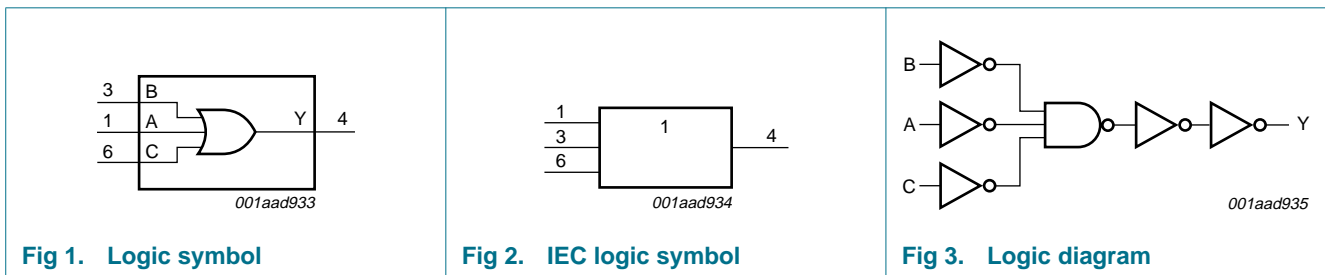 3
B
1
A
Y
4
6
C
001aad933
Fig 1. Logic symbol
1
3
6
1
4
001aad934
Fig 2. IEC logic symbol
B
A
Y
C
001aad935
Fig 3. Logic diagram